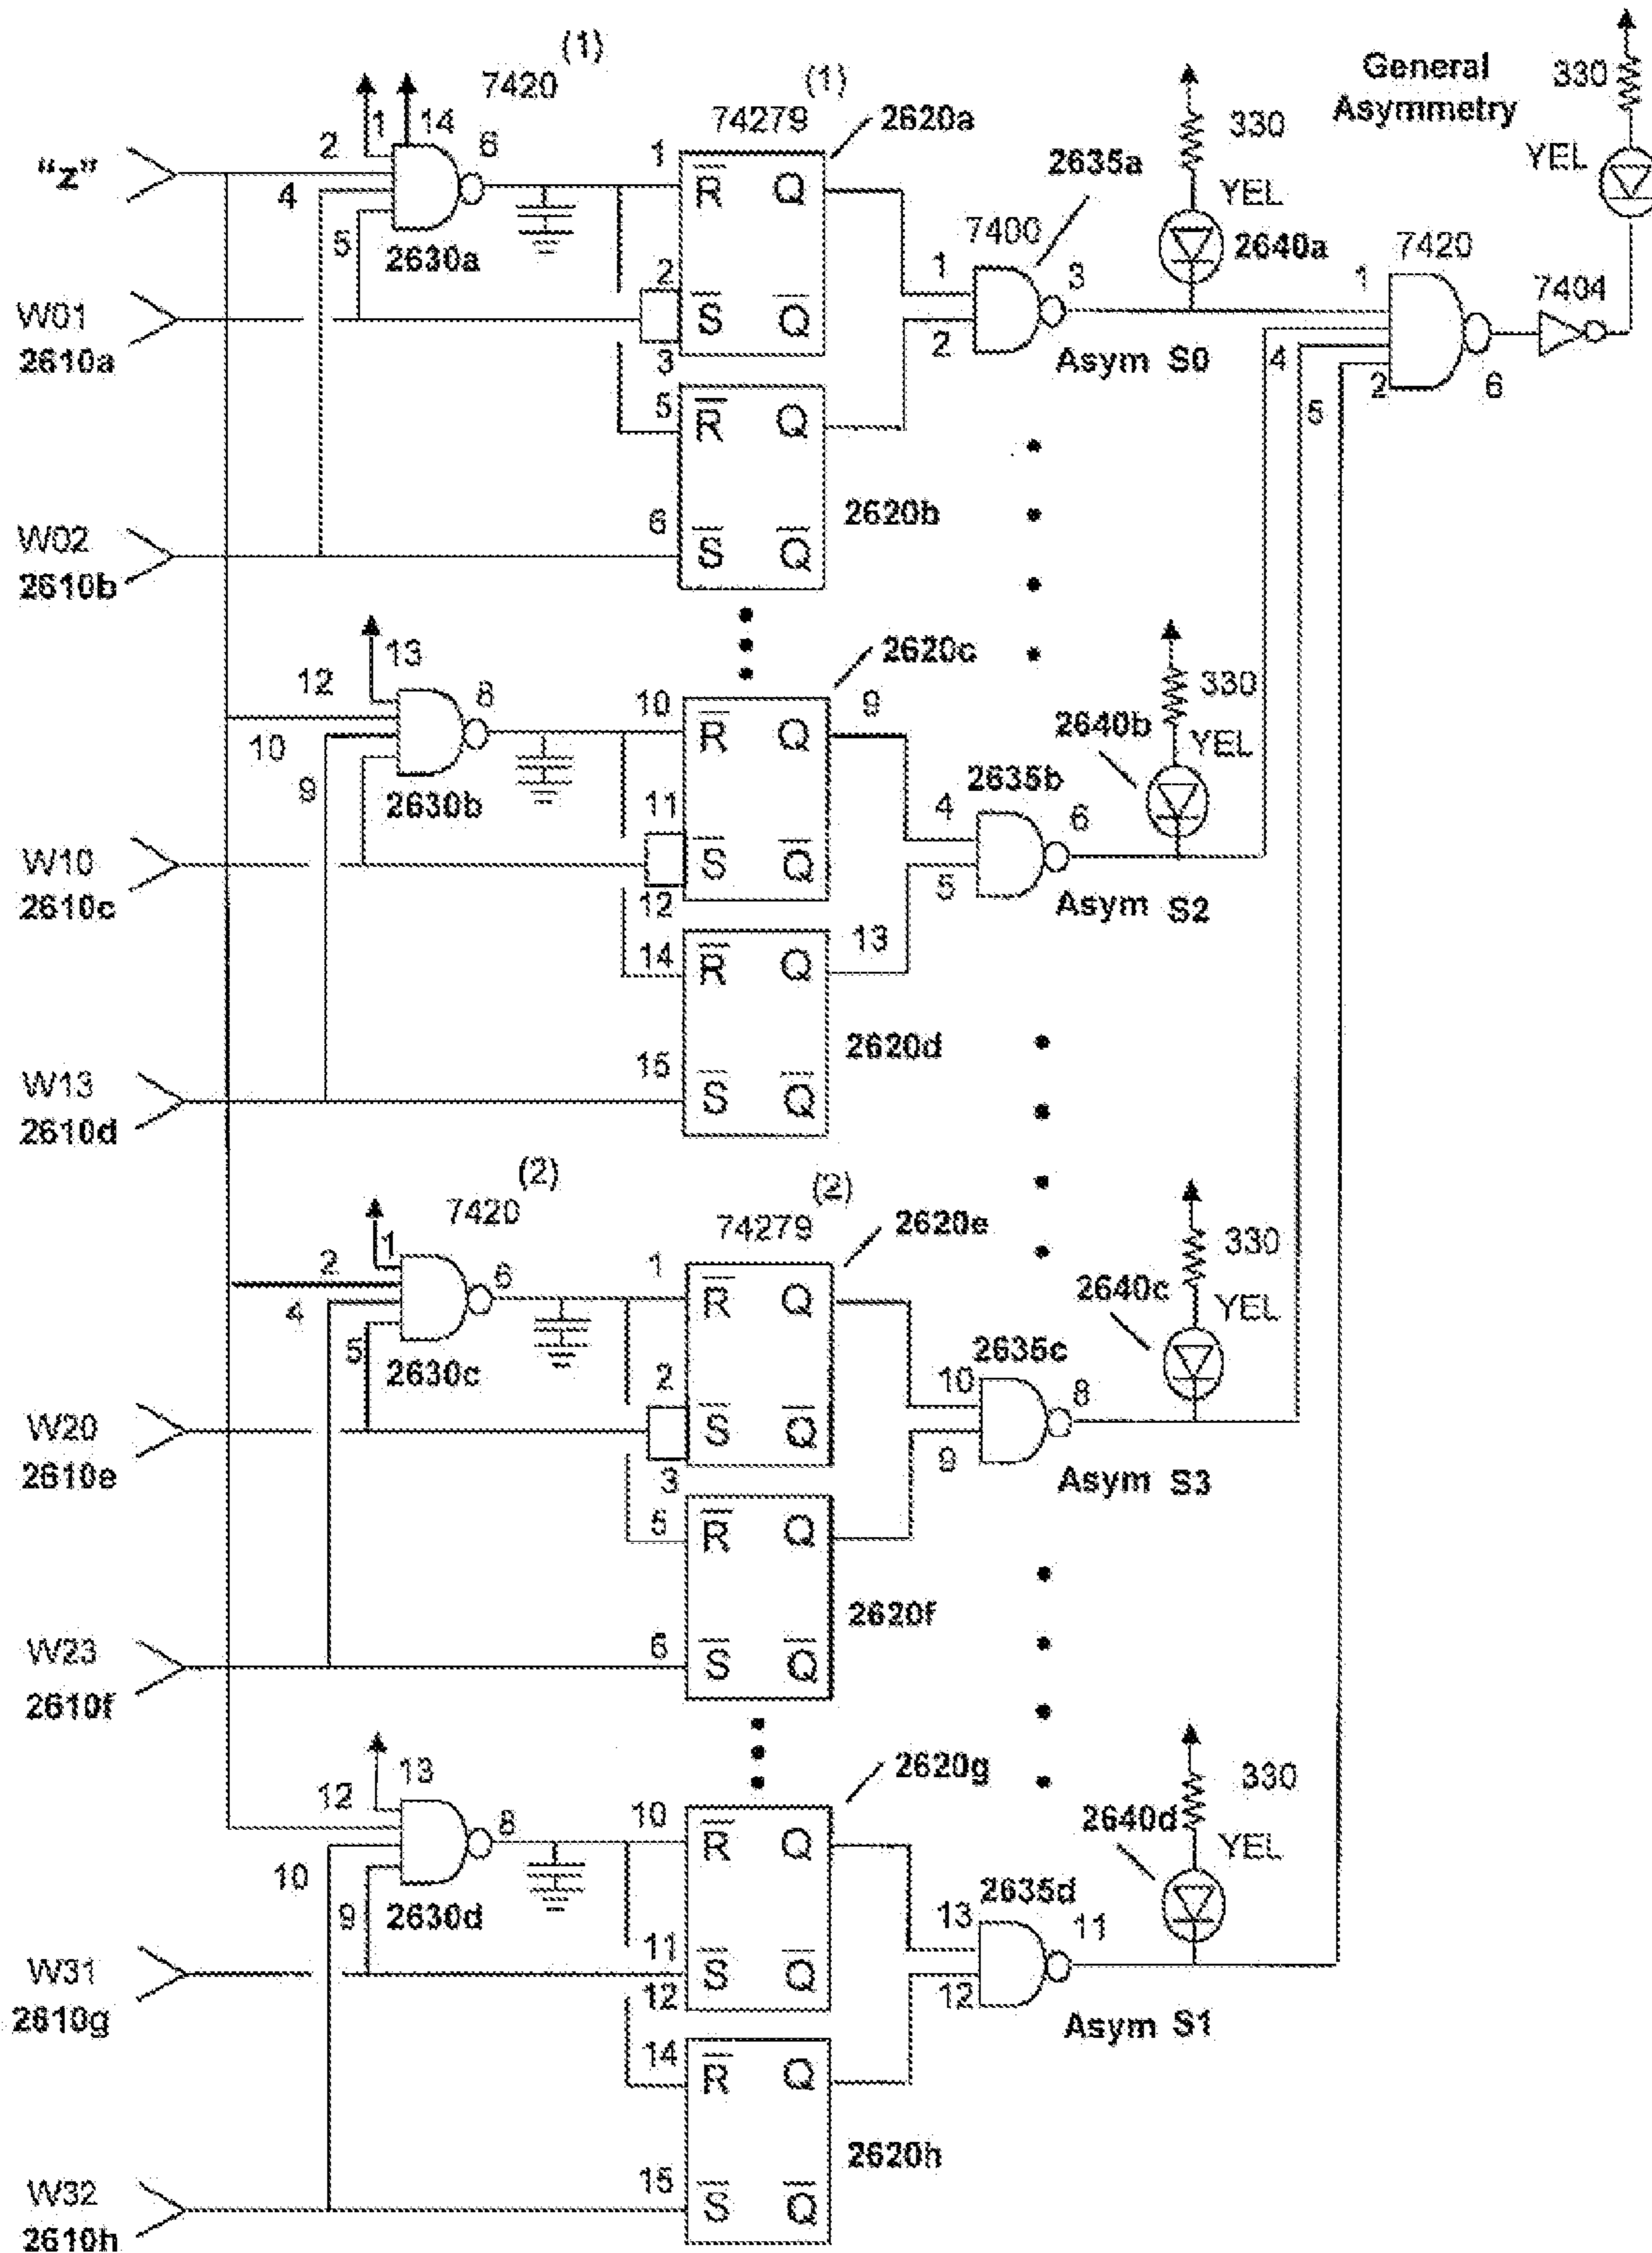 (1)
7420
1
14
2
6
"z"
4
5
2630a
(1)
74279
2620a
1
R Q
2
S Q
3
W01
2610a
5
R Q
6
S Q
2620b
W02
2610b
2635a
7400
1
3
2
Asym S0
330
YEL
2640a
General
Asymmetry
330
YEL
7420
1
7404
4
2
6
5
13
12
8
10
9
2630b
10
R Q
9
2620c
11
S Q
12
W10
2610c
14
R Q
13
15
S Q
2620d
W13
2610d
2635b
4
6
5
Asym S2
330
2640b
YEL
(2)
7420
1
2
6
4
5
2630c
(2)
74279
2620e
1
R Q
2
S Q
3
W20
2610e
5
R Q
6
S Q
2620f
W23
2610f
2635c
10
8
9
Asym S3
330
2640c
YEL
13
12
8
10
9
2630d
10
R Q
2620g
11
S Q
12
W31
2610g
14
R Q
15
S Q
2620h
W32
2610h
2635d
13
11
12
Asym S1
330
2640d
YEL